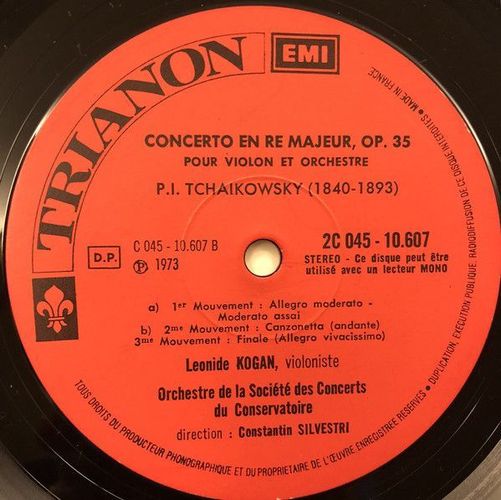 TRIANON
EMI
CONCERTO EN RE MAJEUR, OP. 35
POUR VIOLON ET ORCHESTRE
P.I. TCHAIKOWSKY (1840-1893)
D.P.
C 045 - 10.607 B
℗ 1973
2C 045 - 10.607
STEREO - Ce disque peut être
utilisé avec un lecteur MONO
a) 1er Mouvement : Allegro moderato -
Moderato assai
b) 2me Mouvement : Canzonetta (andante)
3me Mouvement : Finale (Allegro vivacissimo)
Leonide KOGAN, violoniste
Orchestre de la Société des Concerts
du Conservatoire
direction : Constantin SILVESTRI
TOUS DROITS DU PRODUCTEUR PHONOGRAPHIQUE ET DU PROPRIETAIRE DE L'ŒUVRE ENREGISTREE RESERVES • DUPLICATION, EXECUTION PUBLIQUE, RADIODIFFUSION DE CE DISQUE INTERDITES • MADE IN FRANCE